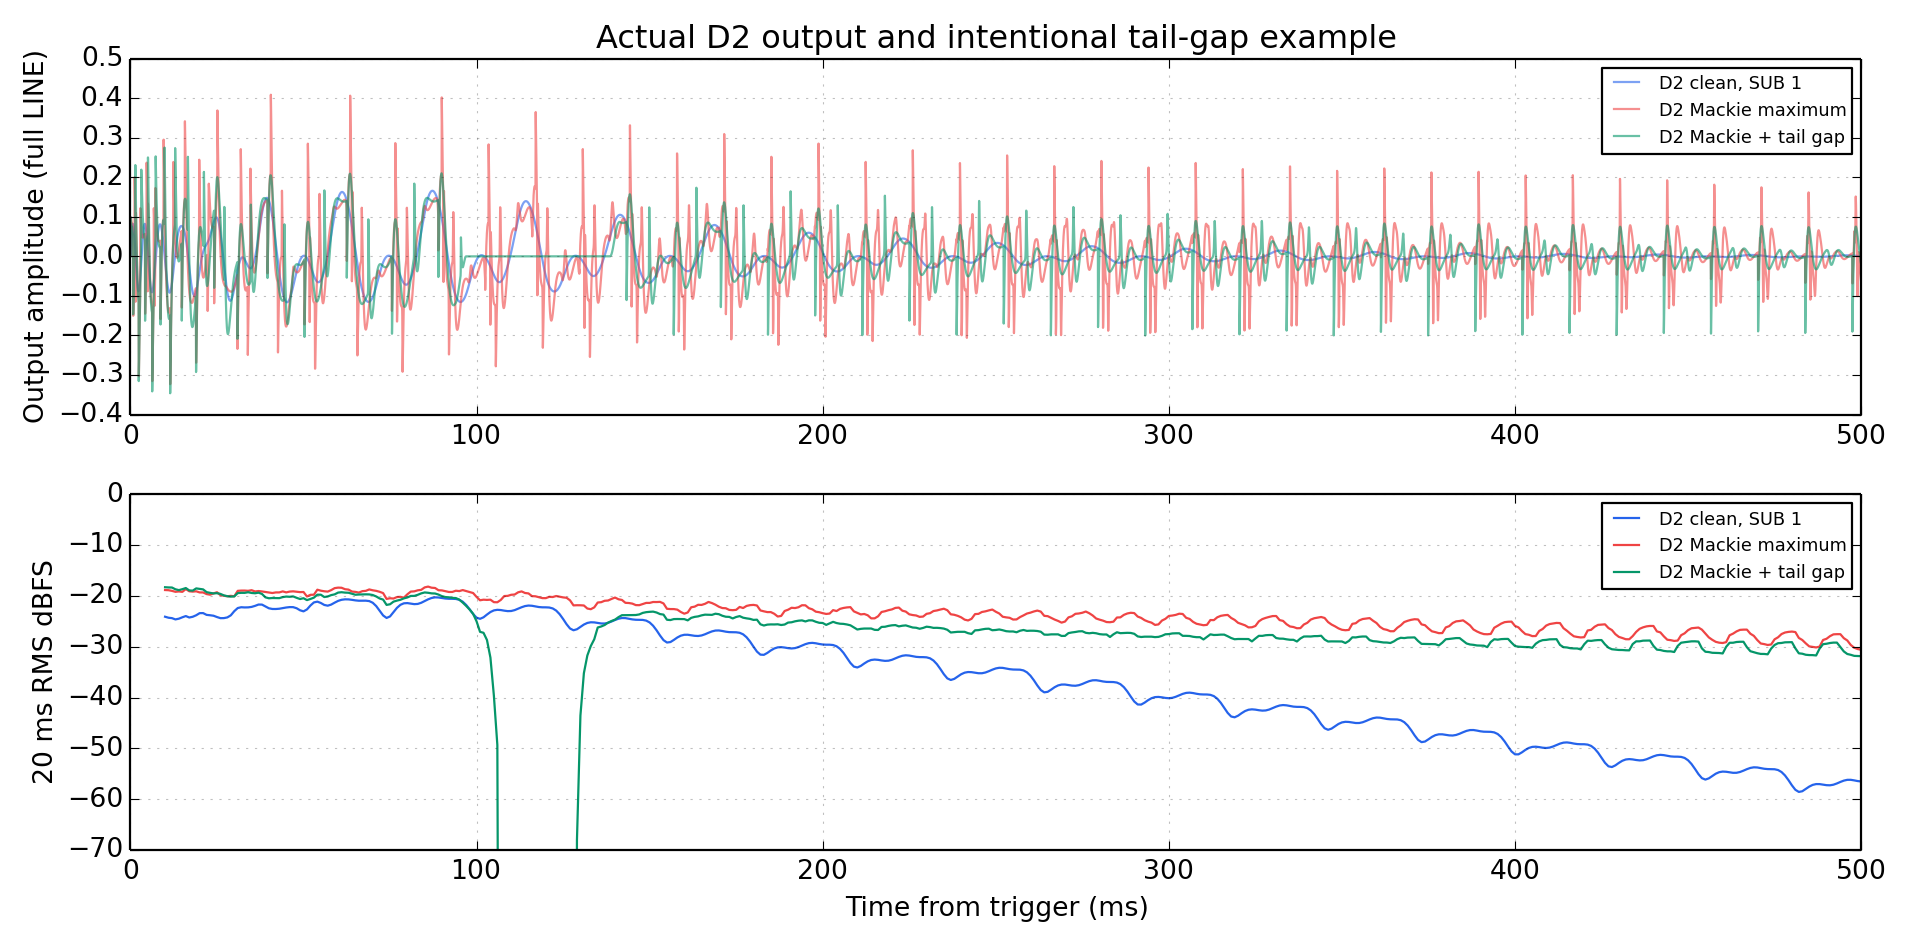 Actual D2 output and intentional tail-gap example
Output amplitude (full LINE)
0.5
0.4
0.3
0.2
0.1
0.0
−0.1
−0.2
−0.3
−0.4
0 100 200 300 400 500
D2 clean, SUB 1
D2 Mackie maximum
D2 Mackie + tail gap
20 ms RMS dBFS
0
−10
−20
−30
−40
−50
−60
−70
0 100 200 300 400 500
D2 clean, SUB 1
D2 Mackie maximum
D2 Mackie + tail gap
Time from trigger (ms)